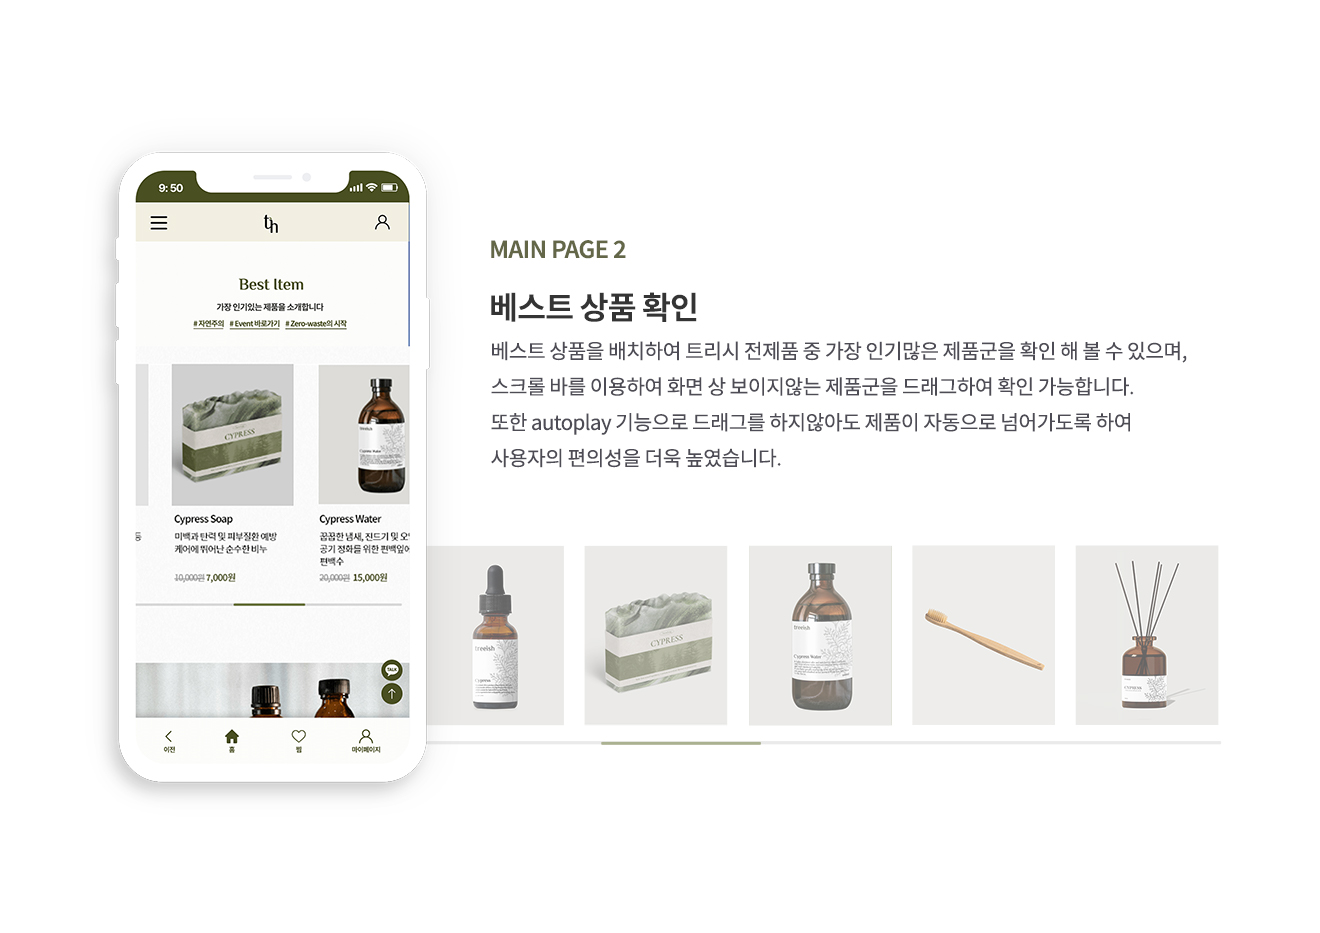 9:50
th
Best Item
가장 인기있는 제품을 소개합니다
# 자연주의 # Event 바로가기 # Zero-waste의 시작
CYPRESS
treeish
Cypress Water
Cypress Soap
미백과 탄력 및 피부질환 예방
케어에 뛰어난 순수한 비누
10,000원 7,000원
Cypress Water
꿉꿉한 냄새, 진드기 및 오
공기 정화를 위한 편백잎
편백수
20,000원 15,000원
TALK
이전
홈
찜
마이페이지
MAIN PAGE 2
베스트 상품 확인
베스트 상품을 배치하여 트리시 전제품 중 가장 인기많은 제품군을 확인 해 볼 수 있으며,
스크롤 바를 이용하여 화면 상 보이지않는 제품군을 드래그하여 확인 가능합니다.
또한 autoplay 기능으로 드래그를 하지않아도 제품이 자동으로 넘어가도록 하여
사용자의 편의성을 더욱 높였습니다.
treeish
Cypress
CYPRESS
treeish
Cypress Water
CYPRESS